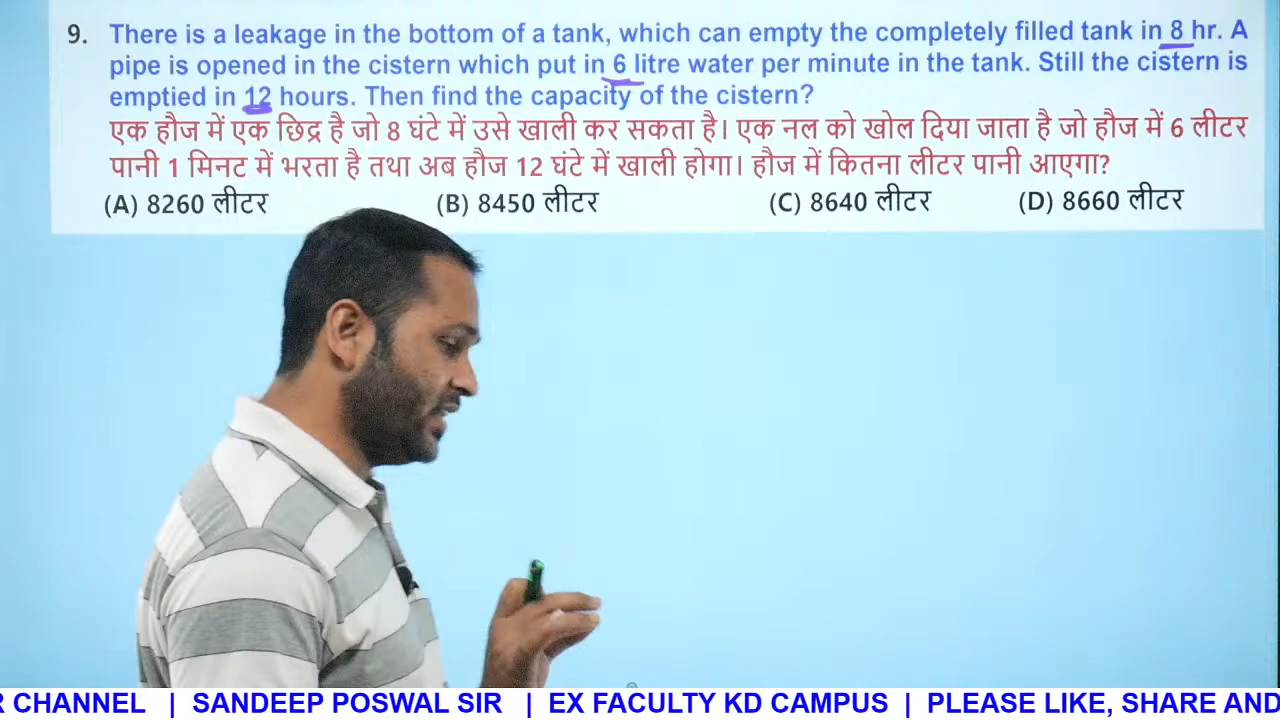 9. There is a leakage in the bottom of a tank, which can empty the completely filled tank in 8 hr. A
pipe is opened in the cistern which put in 6 litre water per minute in the tank. Still the cistern is
emptied in 12 hours. Then find the capacity of the cistern?
एक हौज में एक छिद्र है जो 8 घंटे में उसे खाली कर सकता है। एक नल को खोल दिया जाता है जो हौज में 6 लीटर
पानी 1 मिनट में भरता है तथा अब हौज 12 घंटे में खाली होगा। हौज में कितना लीटर पानी आएगा?
(A) 8260 लीटर (B) 8450 लीटर (C) 8640 लीटर (D) 8660 लीटर
R CHANNEL | SANDEEP POSWAL SIR | EX FACULTY KD CAMPUS | PLEASE LIKE, SHARE AND